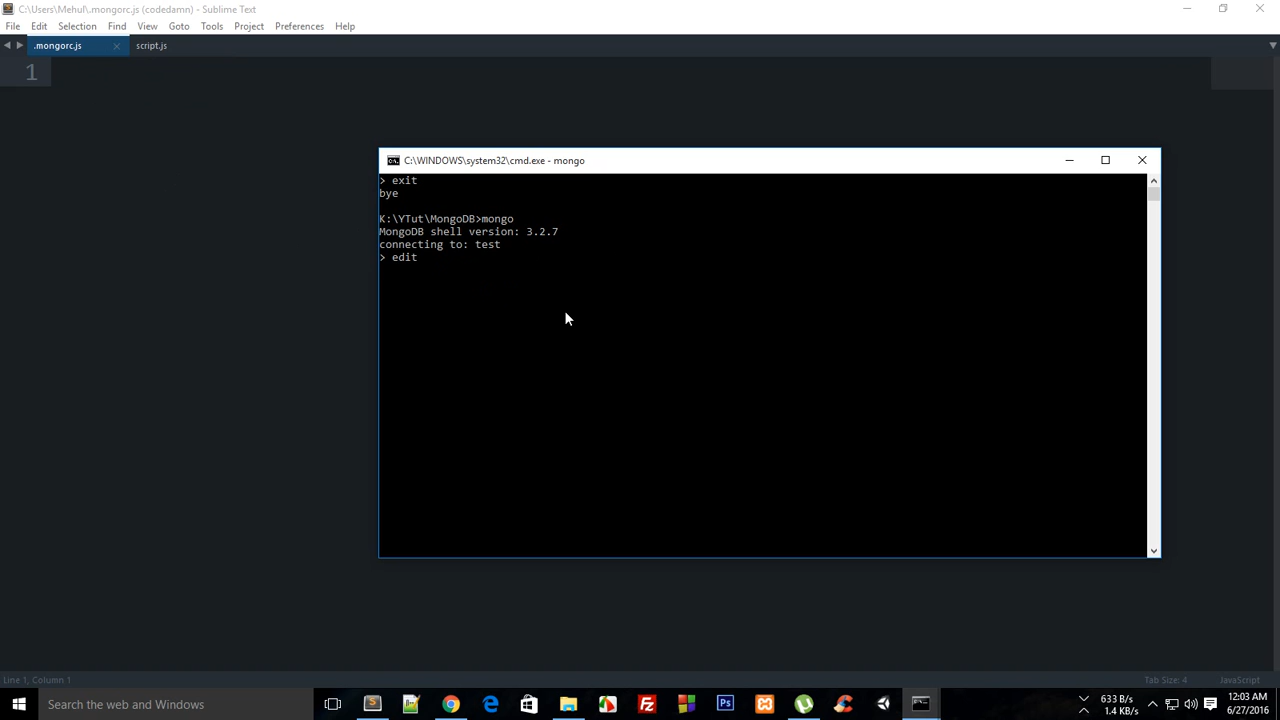 C:\Users\Mehul\.mongorc.js (codedamn) - Sublime Text
File Edit Selection Find View Goto Tools Project Preferences Help
.mongorc.js script.js
1
C:\WINDOWS\system32\cmd.exe - mongo
> exit
bye
K:\YTut\MongoDB>mongo
MongoDB shell version: 3.2.7
connecting to: test
> edit
Line 1, Column 1 Tab Size: 4 JavaScript
Search the web and Windows
633 B/s
1.4 KB/s
12:03 AM
6/27/2016